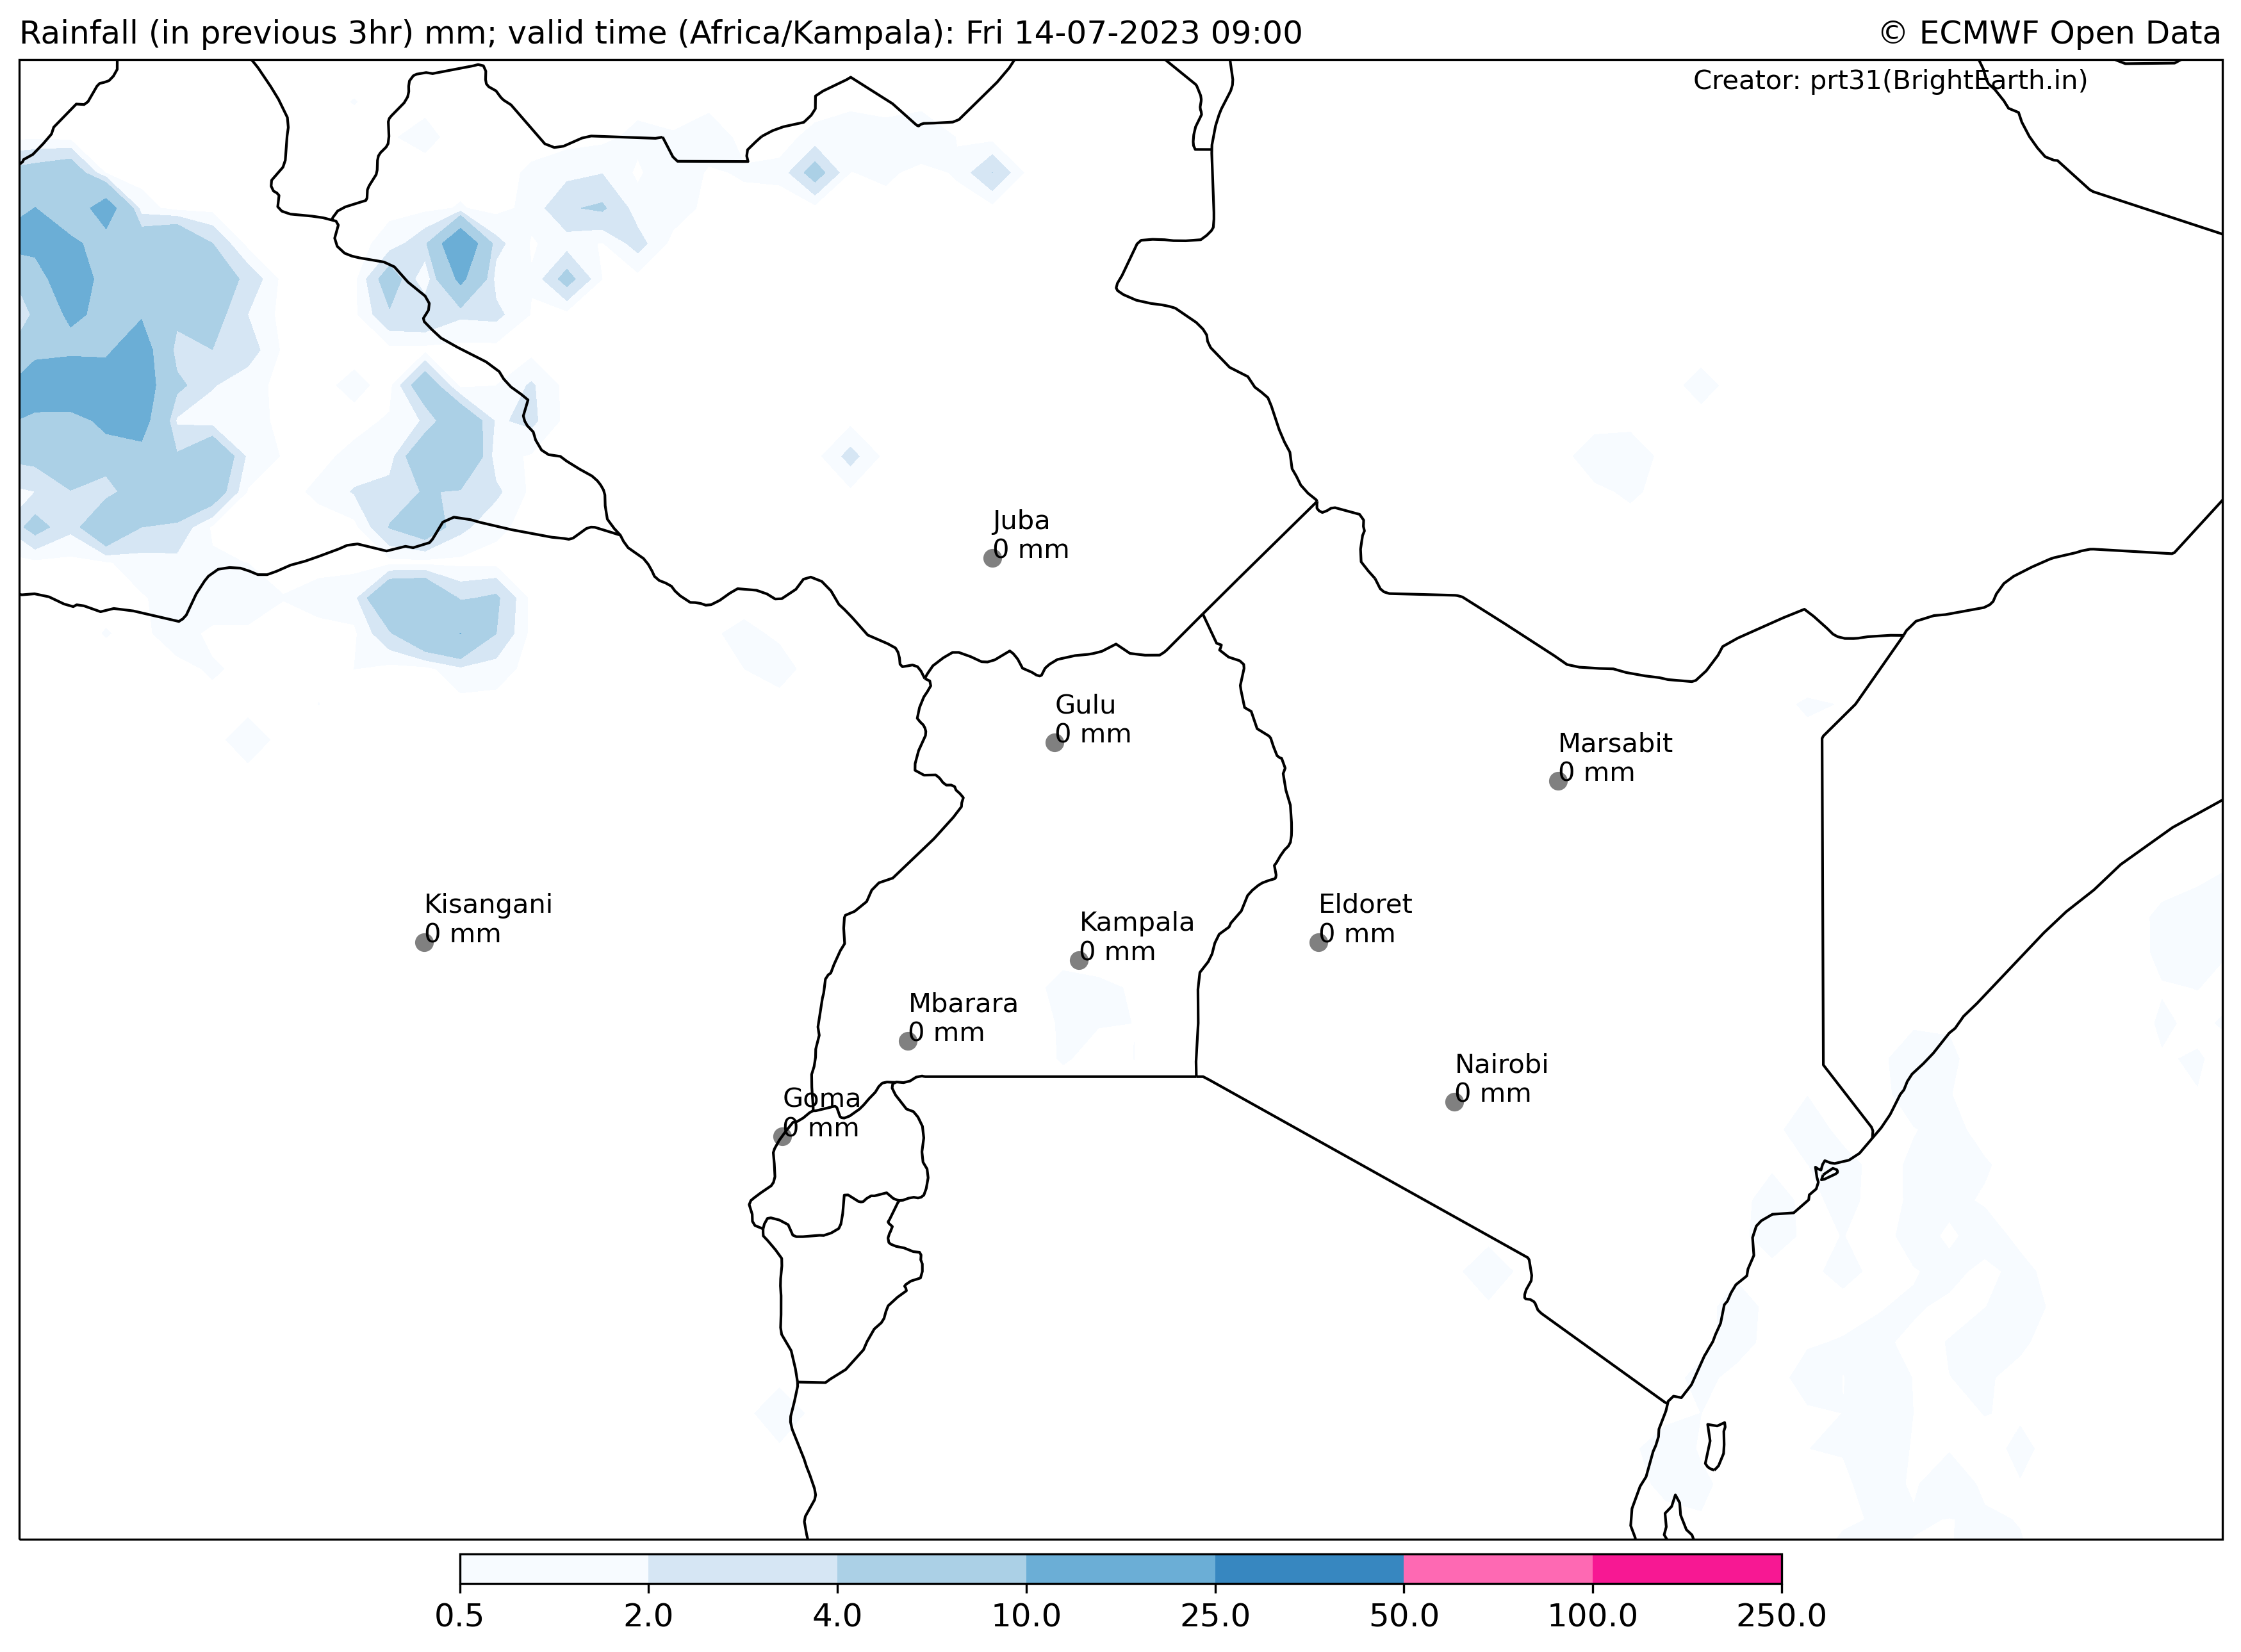 Rainfall (in previous 3hr) mm; valid time (Africa/Kampala): Fri 14-07-2023 09:00
© ECMWF Open Data
Creator: prt31(BrightEarth.in)
Juba
0 mm
Gulu
0 mm
Marsabit
0 mm
Kisangani
0 mm
Kampala
0 mm
Eldoret
0 mm
Mbarara
0 mm
Nairobi
0 mm
Goma
0 mm
0.5 2.0 4.0 10.0 25.0 50.0 100.0 250.0